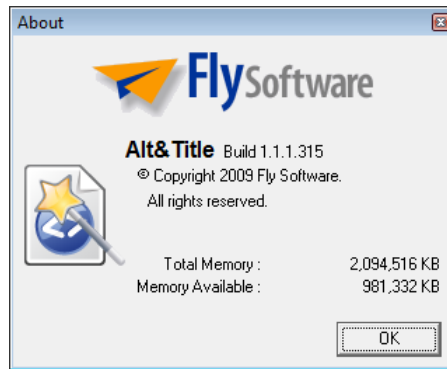 About
FlySoftware
Alt&Title Build 1.1.1.315
© Copyright 2009 Fly Software.
All rights reserved.
Total Memory : 2,094,516 KB
Memory Available : 981,332 KB
OK